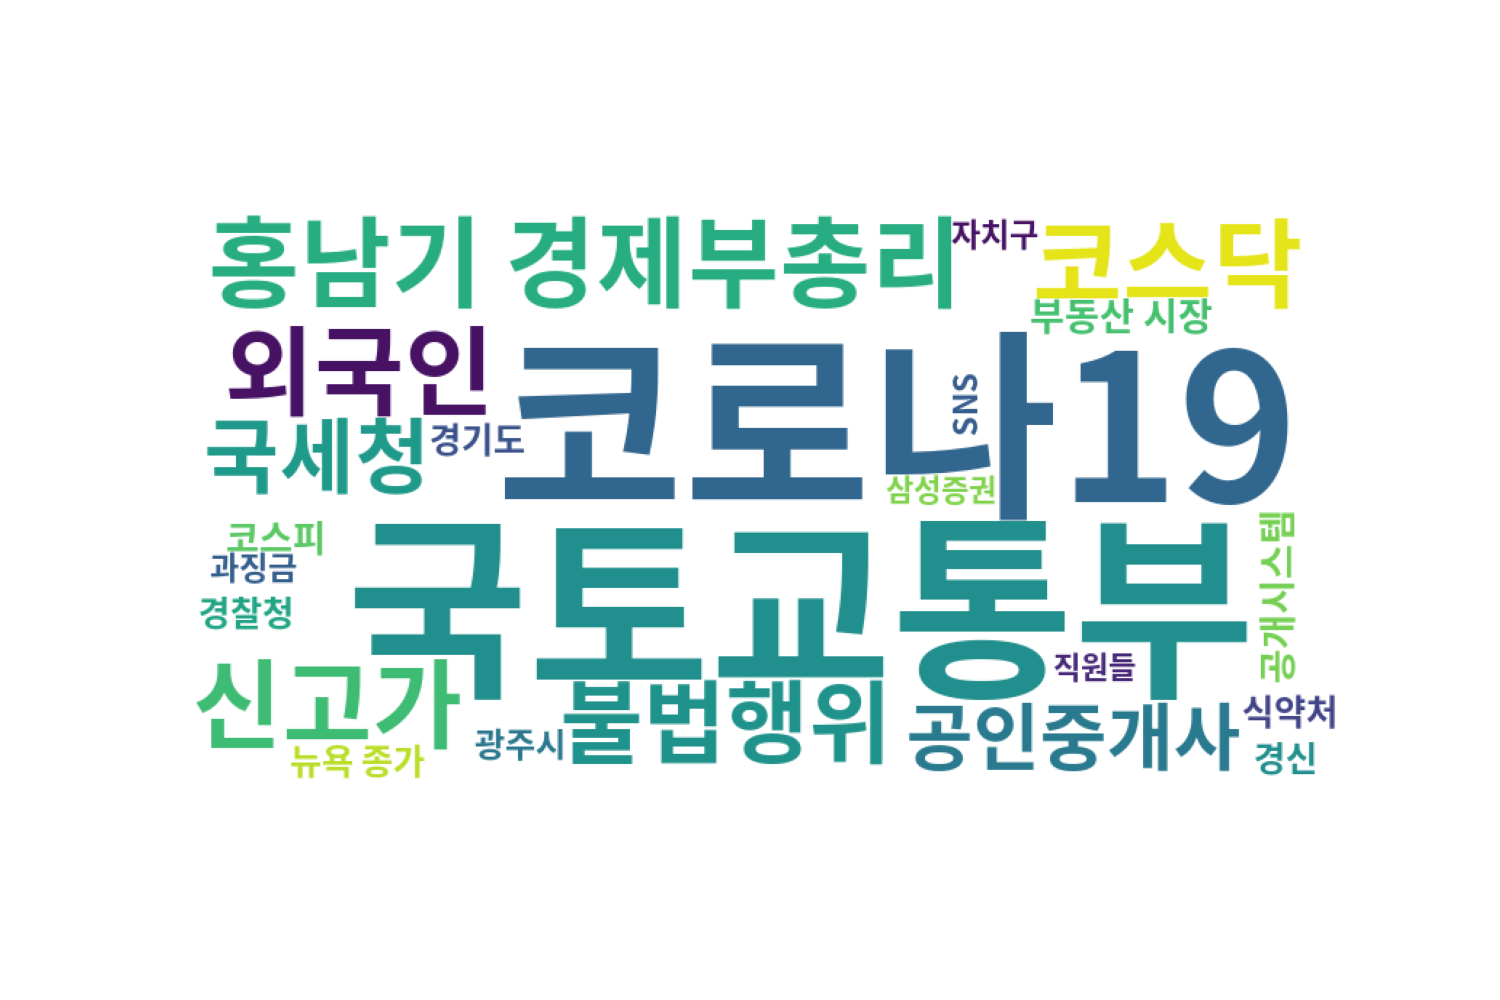 홍남기 경제부총리
자치구
코스닥
부동산 시장
외국인
코로나19
SNS
국세청
경기도
삼성증권
코스피
국토교통부
공개시스템
과징금
경찰청
직원들
신고가
불법행위
공인중개사
식약처
뉴욕 종가
광주시
경신